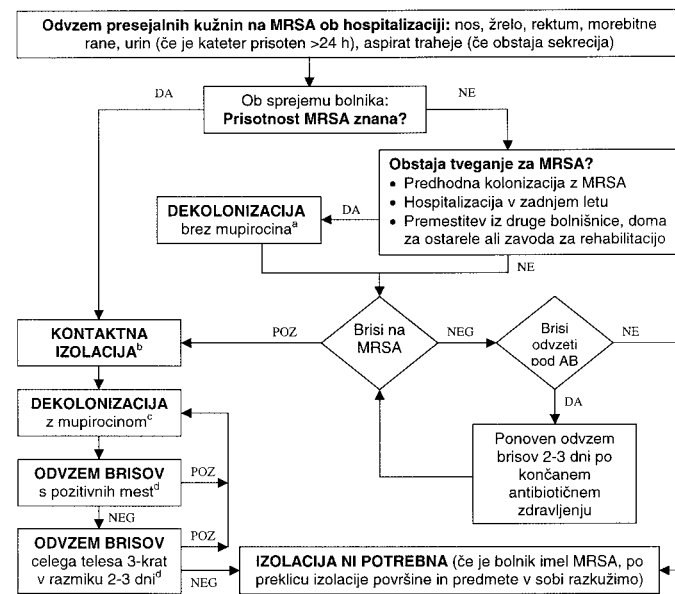 Odvzem presejalnih kužnin na MRSA ob hospitalizaciji: nos, žrelo, rektum, morebitne
rane, urin (če je kateter prisoten >24 h), aspirat traheje (če obstaja sekrecija)
DA
Ob sprejemu bolnika:
Prisotnost MRSA znana?
NE
Obstaja tveganje za MRSA?
• Predhodna kolonizacija z MRSA
• Hospitalizacija v zadnjem letu
• Premestitev iz druge bolnišnice, doma
za ostarele ali zavoda za rehabilitacijo
DA
DEKOLONIZACIJA
brez mupirocinaᵃ
NE
Brisi na
MRSA
POZ
NEG
Brisi
odvzeti
pod AB
NE
DA
KONTAKTNA
IZOLACIJAᵇ
DEKOLONIZACIJA
z mupirocinomᶜ
Ponoven odvzem
brisov 2-3 dni po
končanem
antibiotičnem
zdravljenju
ODVZEM BRISOV
s pozitivnih mestᵈ
POZ
NEG
ODVZEM BRISOV
celega telesa 3-krat
v razmiku 2-3 dniᵈ
POZ
NEG
IZOLACIJA NI POTREBNA (če je bolnik imel MRSA, po
preklicu izolacije površine in predmete v sobi razkužimo)